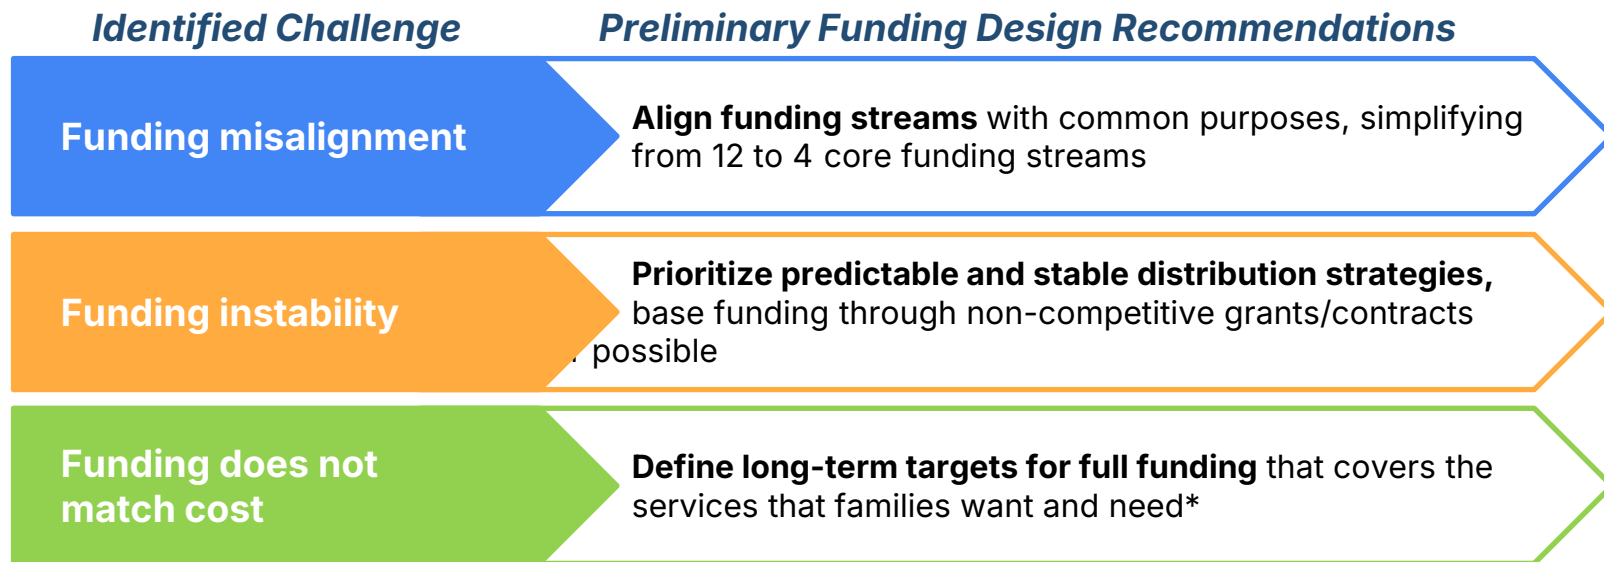 Identified Challenge
Preliminary Funding Design Recommendations
Funding misalignment
Align funding streams with common purposes, simplifying
from 12 to 4 core funding streams
Funding instability
Prioritize predictable and stable distribution strategies,
base funding through non-competitive grants/contracts
possible
Funding does not
match cost
Define long-term targets for full funding that covers the
services that families want and need*